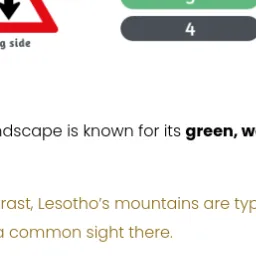 g side
4
ndscape is known for its green, w
rast, Lesotho's mountains are typ
a common sight there.